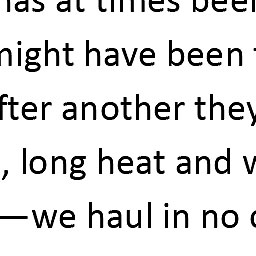 has at times been
might have been
fter another they
, long heat and
—we haul in no